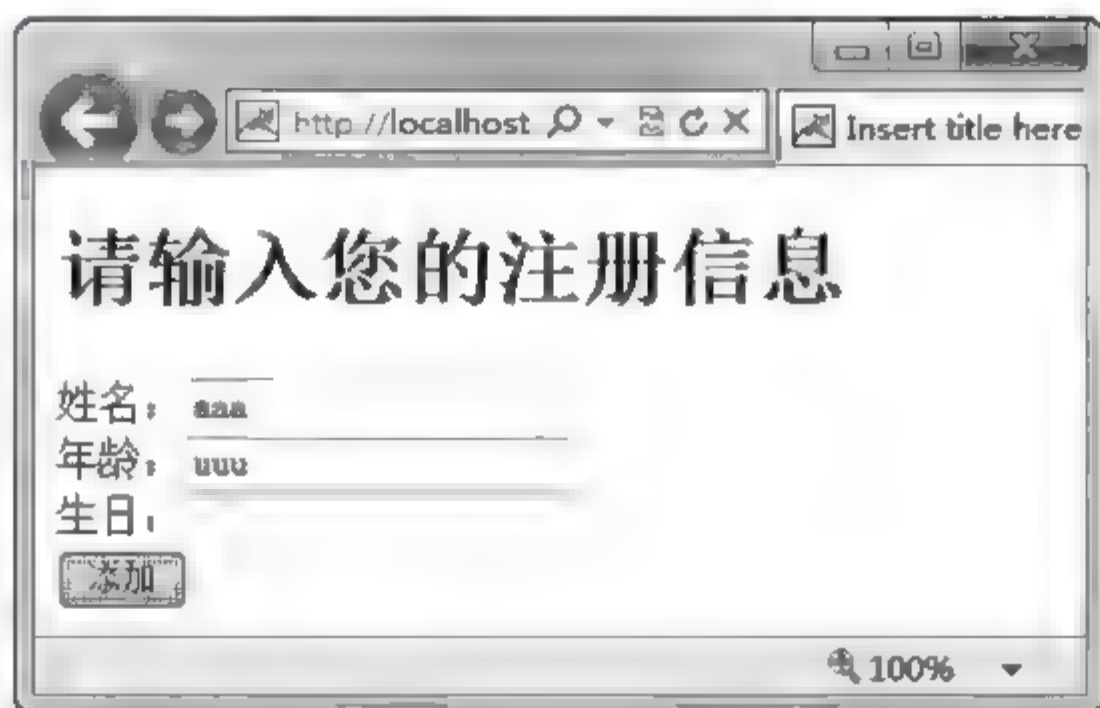 http://localhost
Insert title here
请输入您的注册信息
姓名：aaa
年龄：uuu
生日：
添加
100%